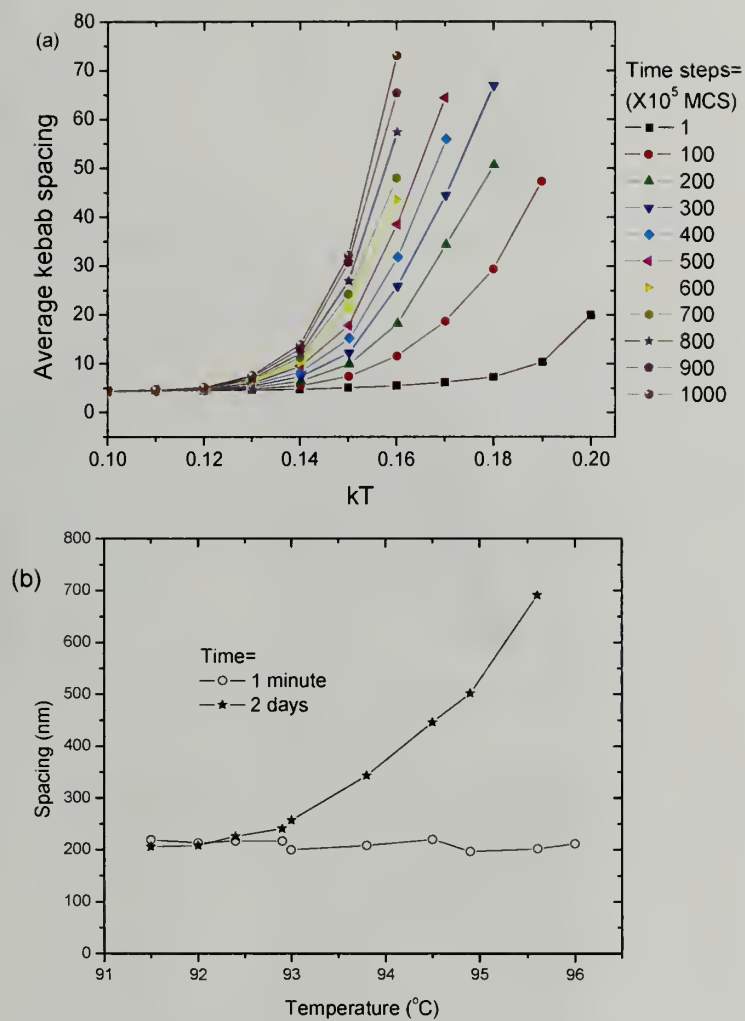 (a)
80
70
60
50
40
30
20
10
0
Average kebab spacing
0.10 0.12 0.14 0.16 0.18 0.20
kT
Time steps=
(X10⁵ MCS)
1
100
200
300
400
500
600
700
800
900
1000
(b)
800
700
600
500
400
300
200
100
0
Spacing (nm)
Time=
1 minute
2 days
91 92 93 94 95 96
Temperature (°C)